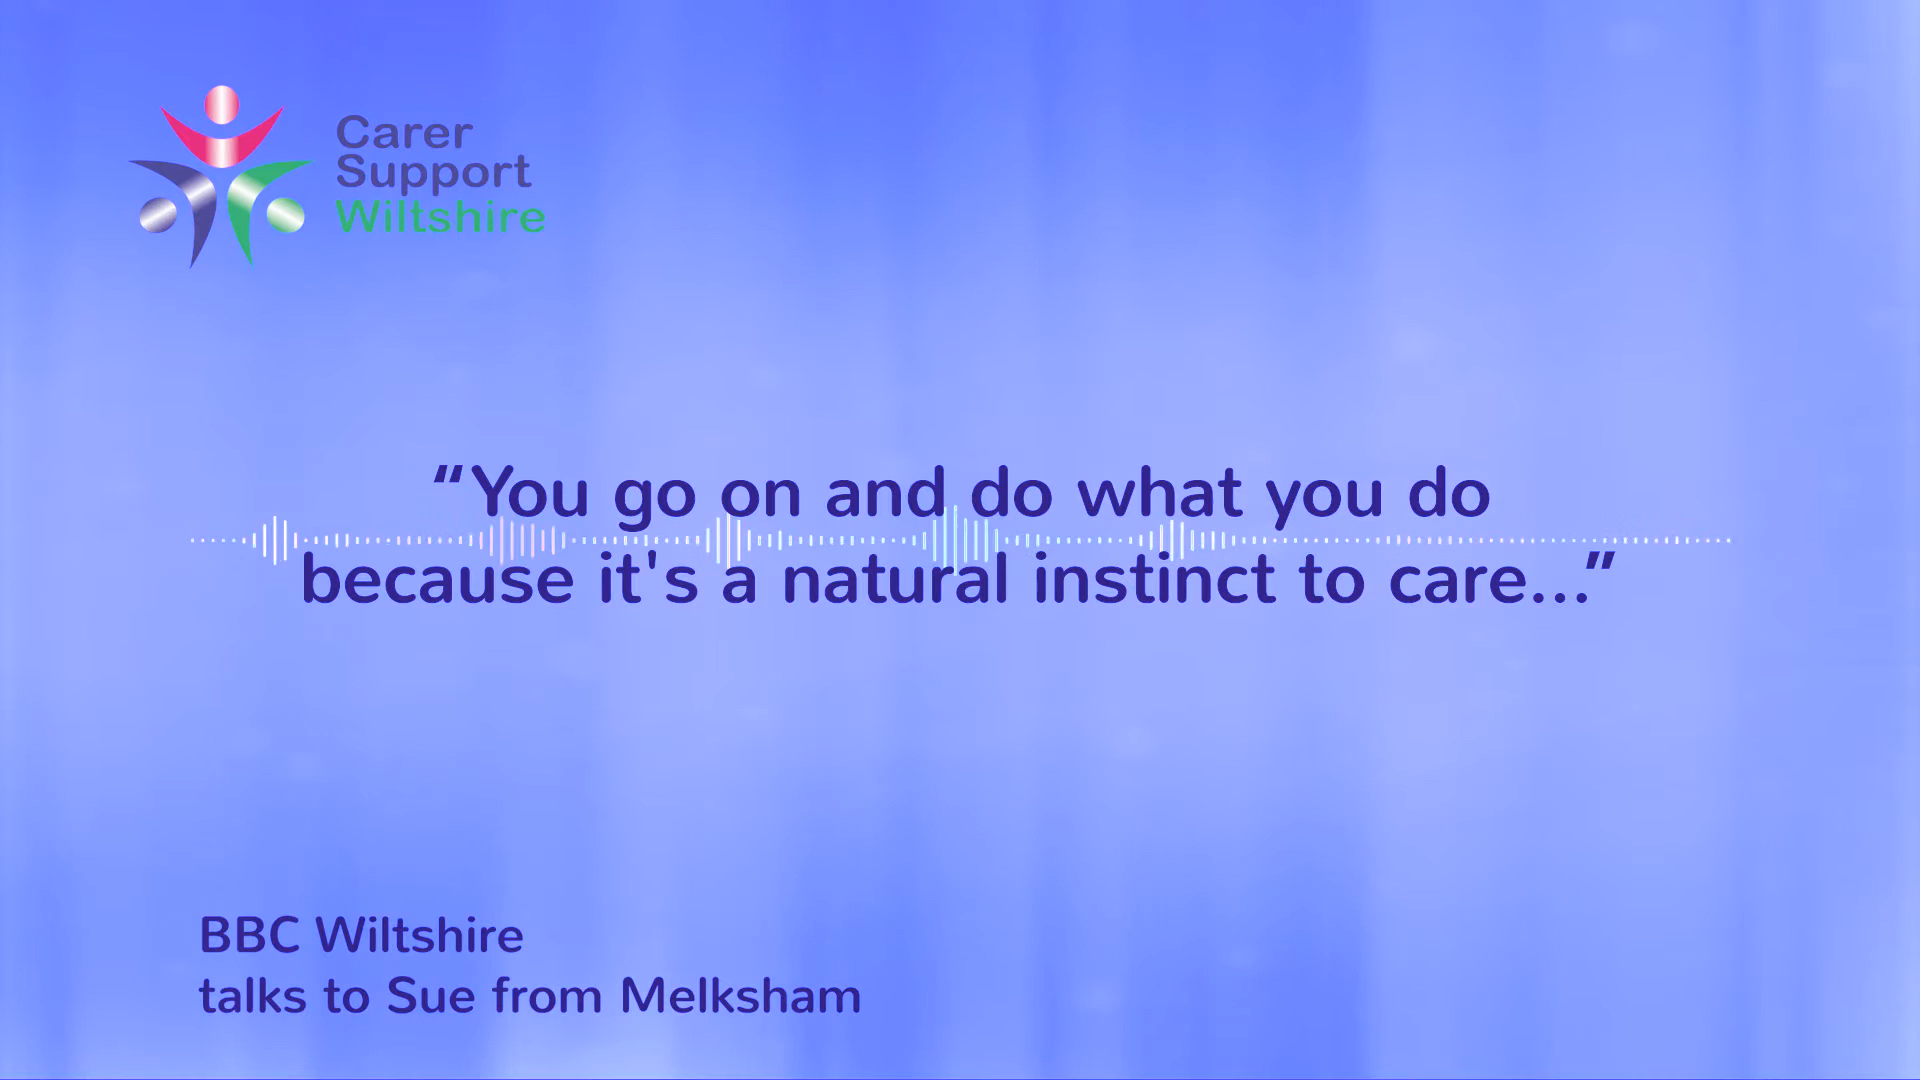 Carer
Support
Wiltshire
“You go on and do what you do
because it's a natural instinct to care...”
BBC Wiltshire
talks to Sue from Melksham